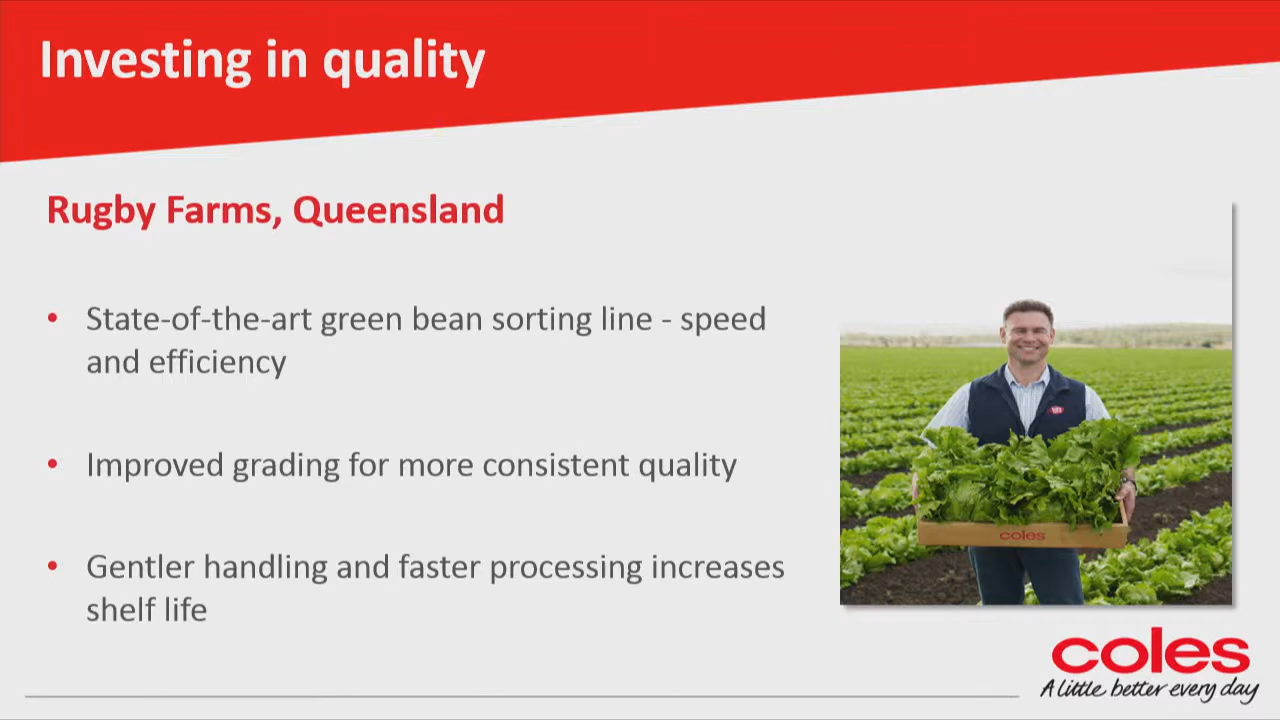 Investing in quality
Rugby Farms, Queensland
• State-of-the-art green bean sorting line - speed
and efficiency
• Improved grading for more consistent quality
• Gentler handling and faster processing increases
shelf life
coles
coles
A little better every day